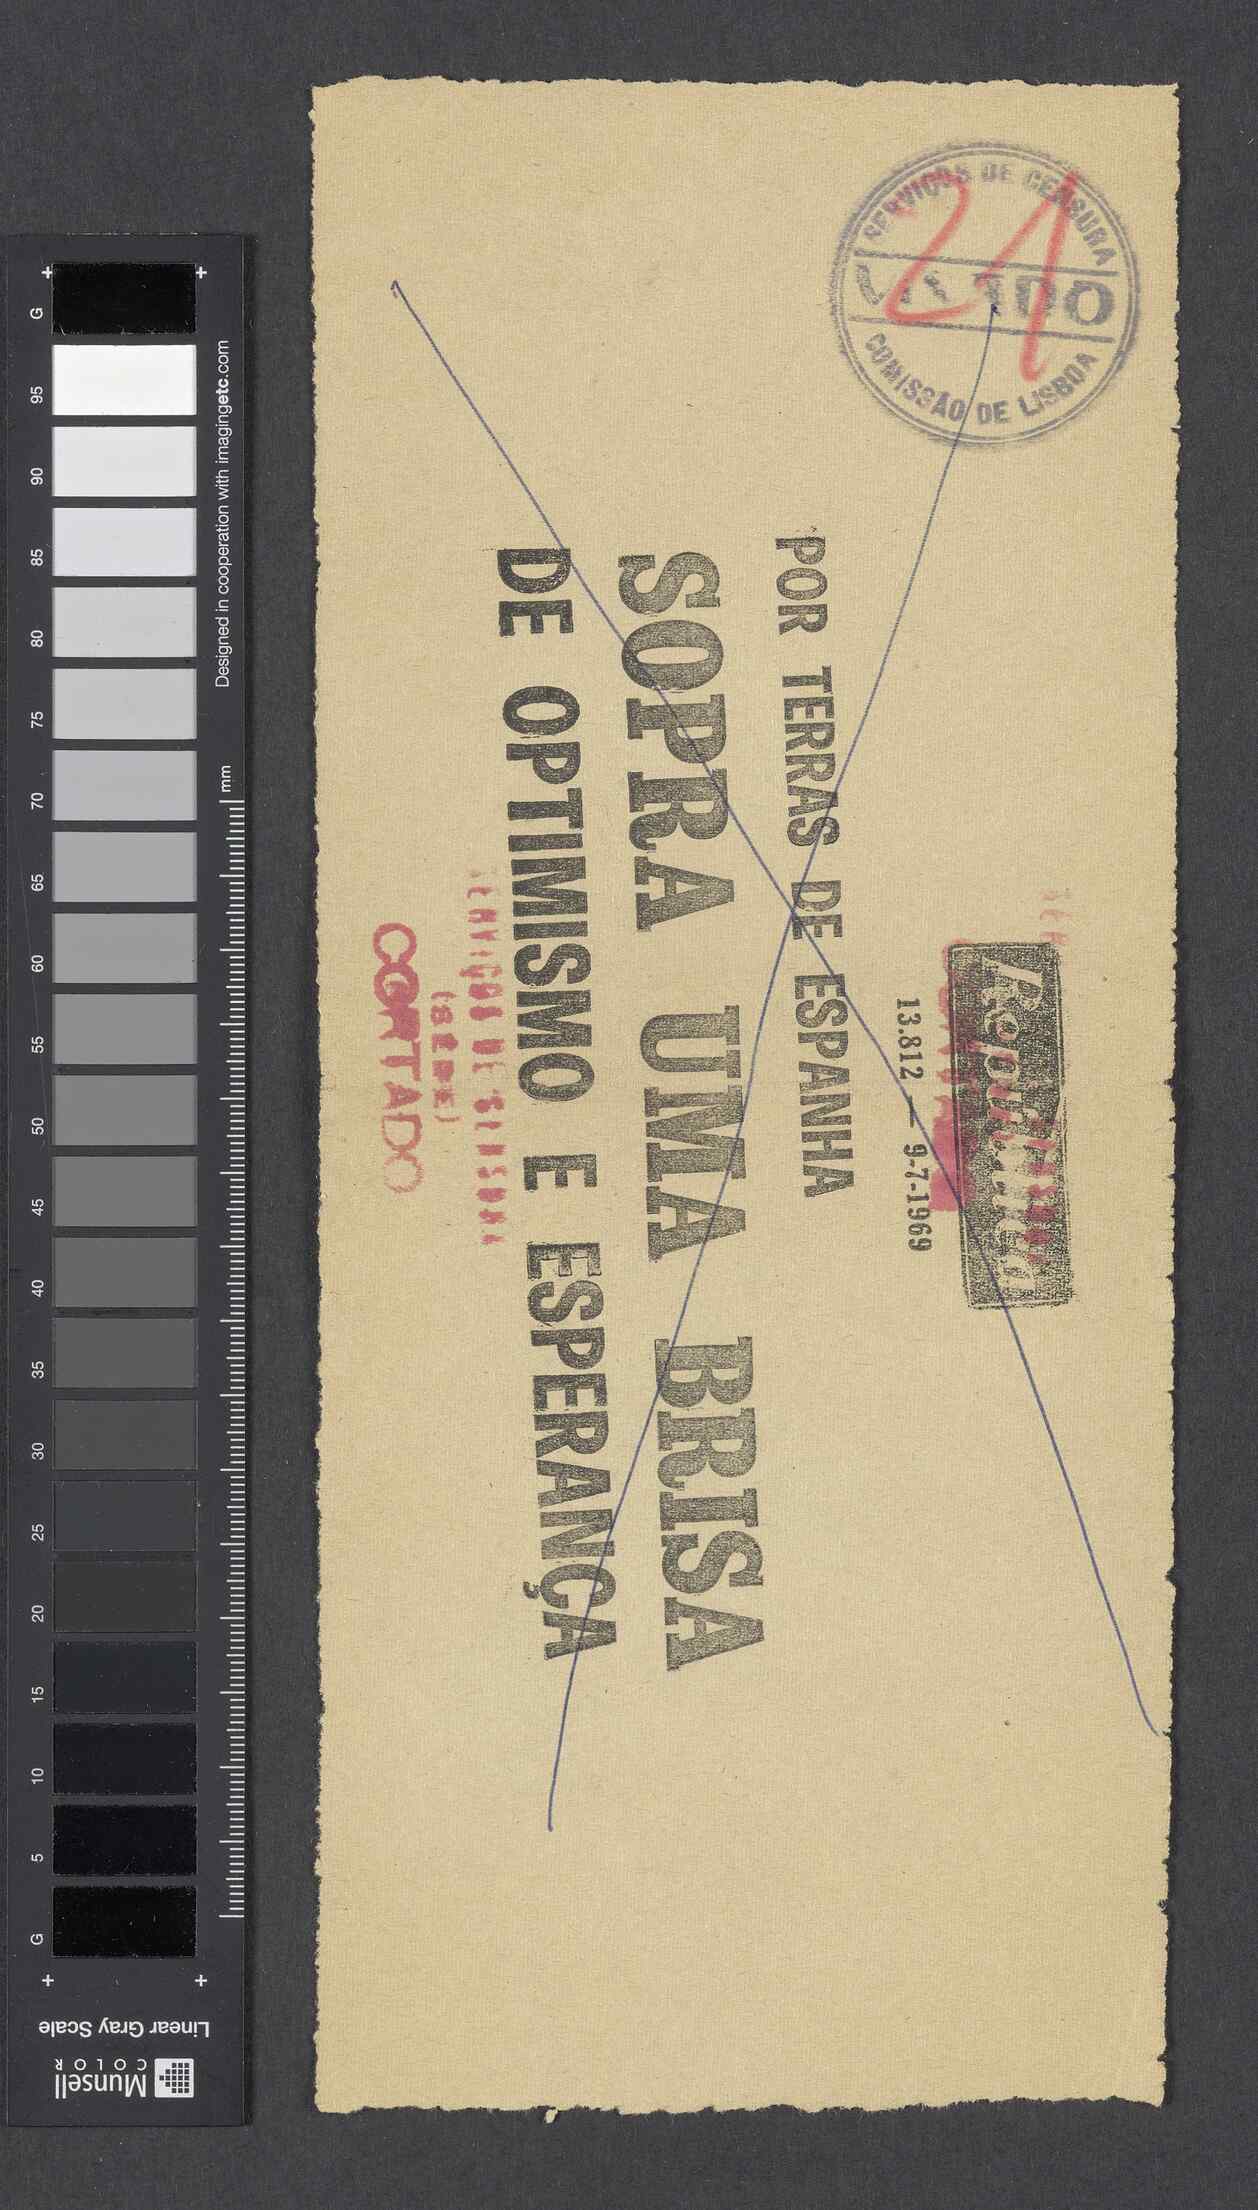 SERVIÇOS DE CENSURA
VISADO
COMISSÃO DE LISBOA
21
República
13.812 — 9-7-1969
POR TERRAS DE ESPANHA
SOPRA UMA BRISA
DE OPTIMISMO E ESPERANÇA
SERVIÇOS DE CENSURA
CORTADO
G 95 90 85 80 75 70 65 60 55 50 45 40 35 30 25 20 15 10 5 G
Designed in cooperation with imagingetc.com
mm
Linear Gray Scale
Munsell
COLOR